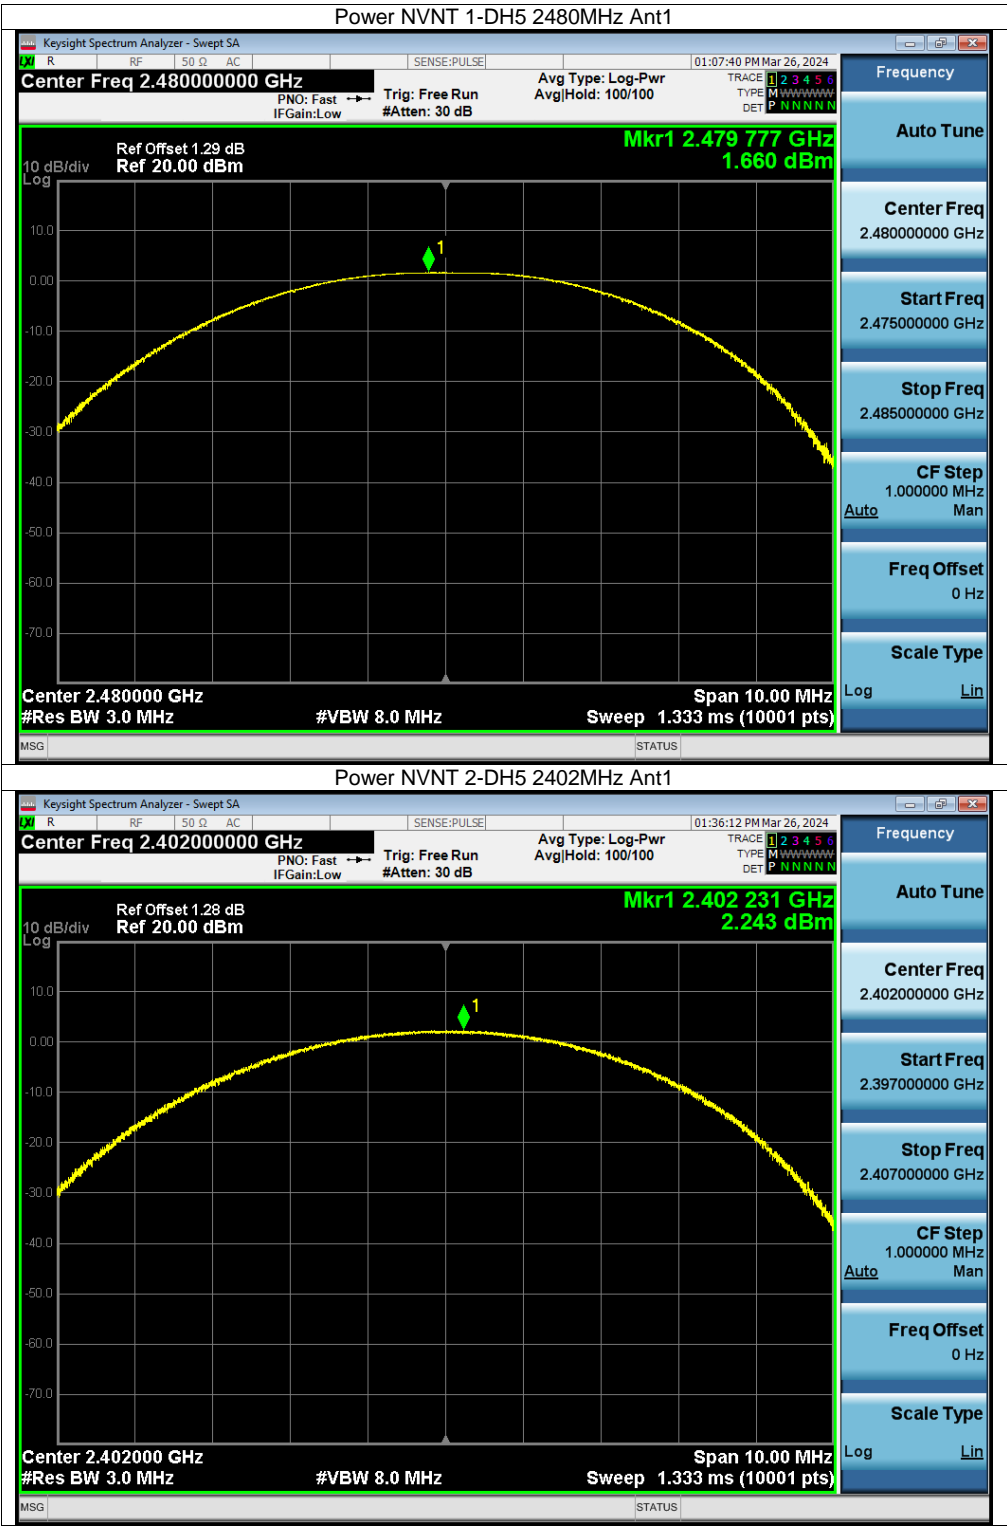 Power NVNT 1-DH5 2480MHz Ant1
Keysight Spectrum Analyzer - Swept SA
LXI R RF 50 Ω AC SENSE:PULSE 01:07:40 PM Mar 26, 2024
Center Freq 2.480000000 GHz
PNO: Fast
IFGain:Low
Trig: Free Run
#Atten: 30 dB
Avg Type: Log-Pwr
Avg|Hold: 100/100
TRACE 1 2 3 4 5 6
TYPE M W W W W W
DET P N N N N N
Frequency
Mkr1 2.479 777 GHz
1.660 dBm
Ref Offset 1.29 dB
10 dB/div Ref 20.00 dBm
Log
10.0
0.00
-10.0
-20.0
-30.0
-40.0
-50.0
-60.0
-70.0
1
Center 2.480000 GHz Span 10.00 MHz
#Res BW 3.0 MHz #VBW 8.0 MHz Sweep 1.333 ms (10001 pts)
Auto Tune
Center Freq
2.480000000 GHz
Start Freq
2.475000000 GHz
Stop Freq
2.485000000 GHz
CF Step
1.000000 MHz
Auto Man
Freq Offset
0 Hz
Scale Type
Log Lin
MSG STATUS
Power NVNT 2-DH5 2402MHz Ant1
Keysight Spectrum Analyzer - Swept SA
LXI R RF 50 Ω AC SENSE:PULSE 01:36:12 PM Mar 26, 2024
Center Freq 2.402000000 GHz
PNO: Fast
IFGain:Low
Trig: Free Run
#Atten: 30 dB
Avg Type: Log-Pwr
Avg|Hold: 100/100
TRACE 1 2 3 4 5 6
TYPE M W W W W W
DET P N N N N N
Frequency
Mkr1 2.402 231 GHz
2.243 dBm
Ref Offset 1.28 dB
10 dB/div Ref 20.00 dBm
Log
10.0
0.00
-10.0
-20.0
-30.0
-40.0
-50.0
-60.0
-70.0
1
Center 2.402000 GHz Span 10.00 MHz
#Res BW 3.0 MHz #VBW 8.0 MHz Sweep 1.333 ms (10001 pts)
Auto Tune
Center Freq
2.402000000 GHz
Start Freq
2.397000000 GHz
Stop Freq
2.407000000 GHz
CF Step
1.000000 MHz
Auto Man
Freq Offset
0 Hz
Scale Type
Log Lin
MSG STATUS